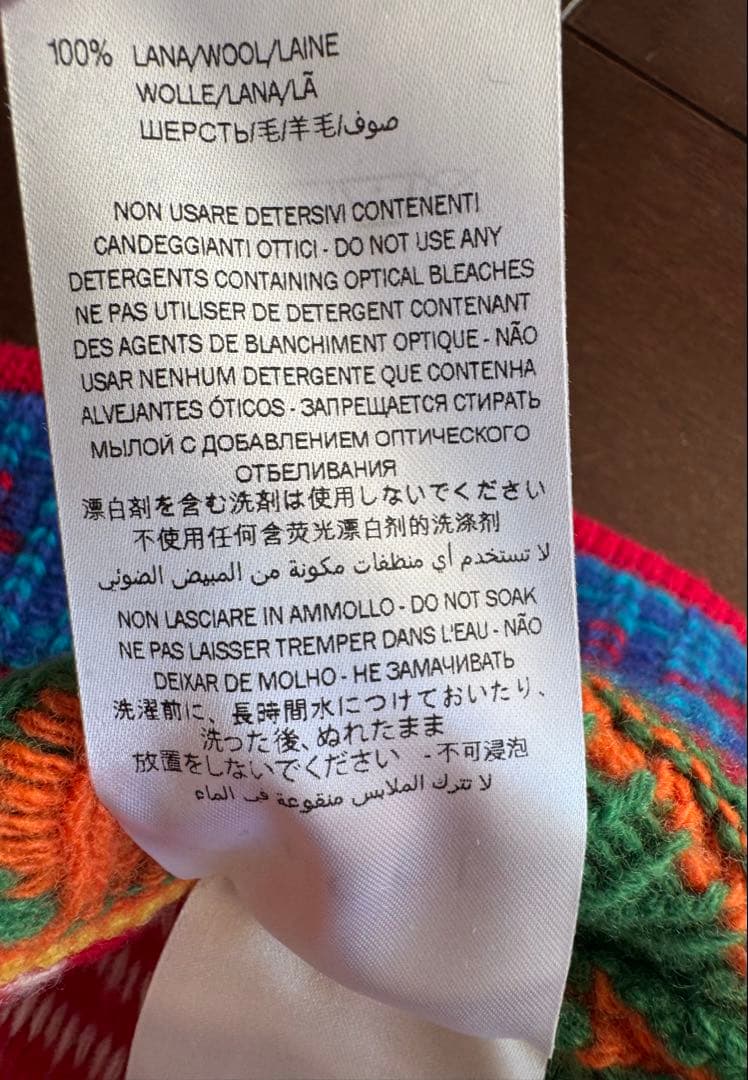 100% LANA/WOOL/LAINE
WOLLE/LANA/LÃ
ШЕРСТЬ/毛/羊毛/صوف
NON USARE DETERSIVI CONTENENTI
CANDEGGIANTI OTTICI - DO NOT USE ANY
DETERGENTS CONTAINING OPTICAL BLEACHES
NE PAS UTILISER DE DETERGENT CONTENANT
DES AGENTS DE BLANCHIMENT OPTIQUE - NÃO
USAR NENHUM DETERGENTE QUE CONTENHA
ALVEJANTES ÓTICOS - ЗАПРЕЩАЕТСЯ СТИРАТЬ
МЫЛОЙ С ДОБАВЛЕНИЕМ ОПТИЧЕСКОГО
ОТБЕЛИВАНИЯ
漂白剤を含む洗剤は使用しないでください
不使用任何含荧光漂白剂的洗涤剂
لا تستخدم أي منظفات مكونة من المبيض الضوئى
NON LASCIARE IN AMMOLLO - DO NOT SOAK
NE PAS LAISSER TREMPER DANS L'EAU - NÃO
DEIXAR DE MOLHO - НЕ ЗАМАЧИВАТЬ
洗濯前に、長時間水につけておいたり、
洗った後、ぬれたまま
放置をしないでください - 不可浸泡
لا تترك الملابس منقوعة فى الماء